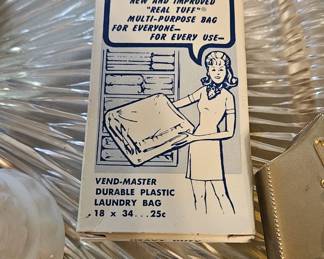 NEW AND IMPROVED
"REAL TUFF"®
MULTI-PURPOSE BAG
FOR EVERYONE—
FOR EVERY USE—
VEND-MASTER
DURABLE PLASTIC
LAUNDRY BAG
18 x 34...25¢